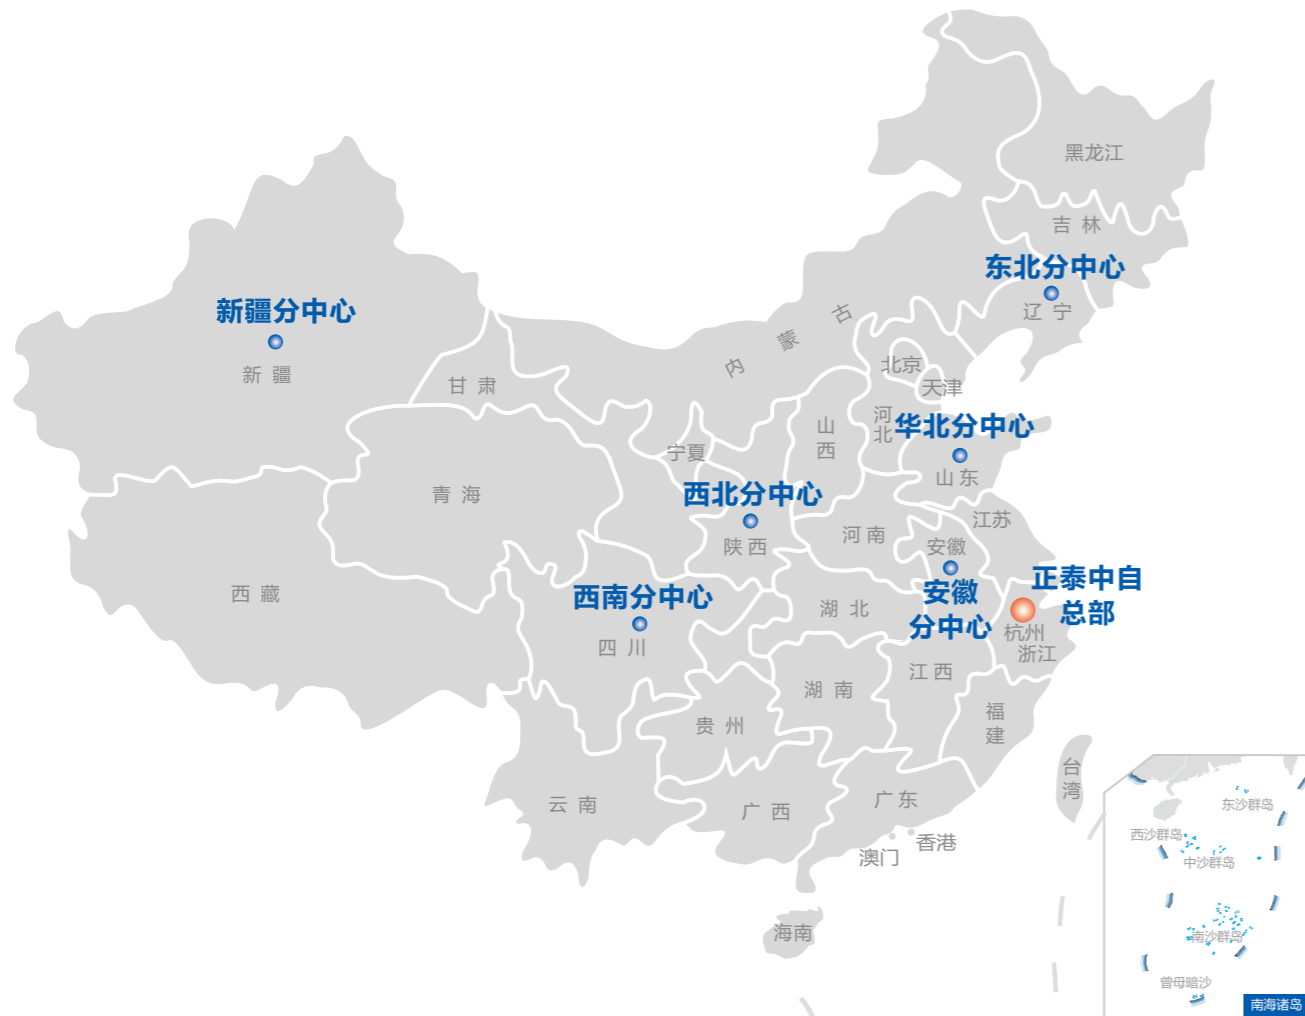 黑龙江
吉 林
东北分中心
辽 宁
新疆分中心
新 疆
内 蒙 古
北京
天津
甘 肃
河北
山西
华北分中心
宁夏
山东
青 海
西北分中心
陕西
河南
江苏
安徽
安徽
分中心
正泰中自
总部
杭州
浙江
西 藏
西南分中心
四 川
湖 北
江西
湖 南
福建
贵 州
台湾
云 南
广 西
广东
香港
澳门
海南
东沙群岛
西沙群岛
中沙群岛
南沙群岛
曾母暗沙
南海诸岛